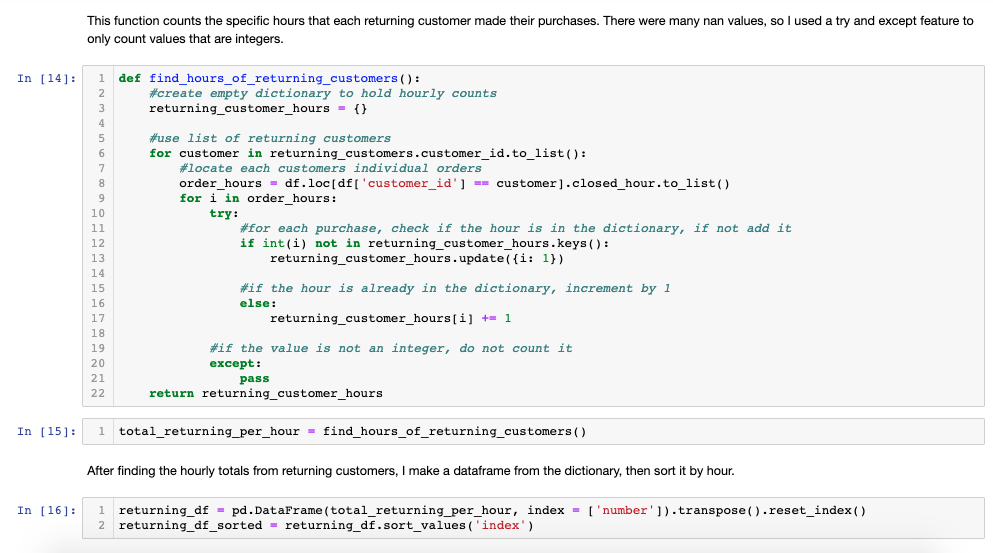 This function counts the specific hours that each returning customer made their purchases. There were many nan values, so I used a try and except feature to
only count values that are integers.
In [14]:
1 def find_hours_of_returning_customers():
2     #create empty dictionary to hold hourly counts
3     returning_customer_hours = {}
4
5     #use list of returning customers
6     for customer in returning_customers.customer_id.to_list():
7         #locate each customers individual orders
8         order_hours = df.loc[df['customer_id'] == customer].closed_hour.to_list()
9         for i in order_hours:
10             try:
11                 #for each purchase, check if the hour is in the dictionary, if not add it
12                 if int(i) not in returning_customer_hours.keys():
13                     returning_customer_hours.update({i: 1})
14
15                 #if the hour is already in the dictionary, increment by 1
16                 else:
17                     returning_customer_hours[i] += 1
18
19             #if the value is not an integer, do not count it
20             except:
21                 pass
22     return returning_customer_hours
In [15]:
1 total_returning_per_hour = find_hours_of_returning_customers()
After finding the hourly totals from returning customers, I make a dataframe from the dictionary, then sort it by hour.
In [16]:
1 returning_df = pd.DataFrame(total_returning_per_hour, index = ['number']).transpose().reset_index()
2 returning_df_sorted = returning_df.sort_values('index')